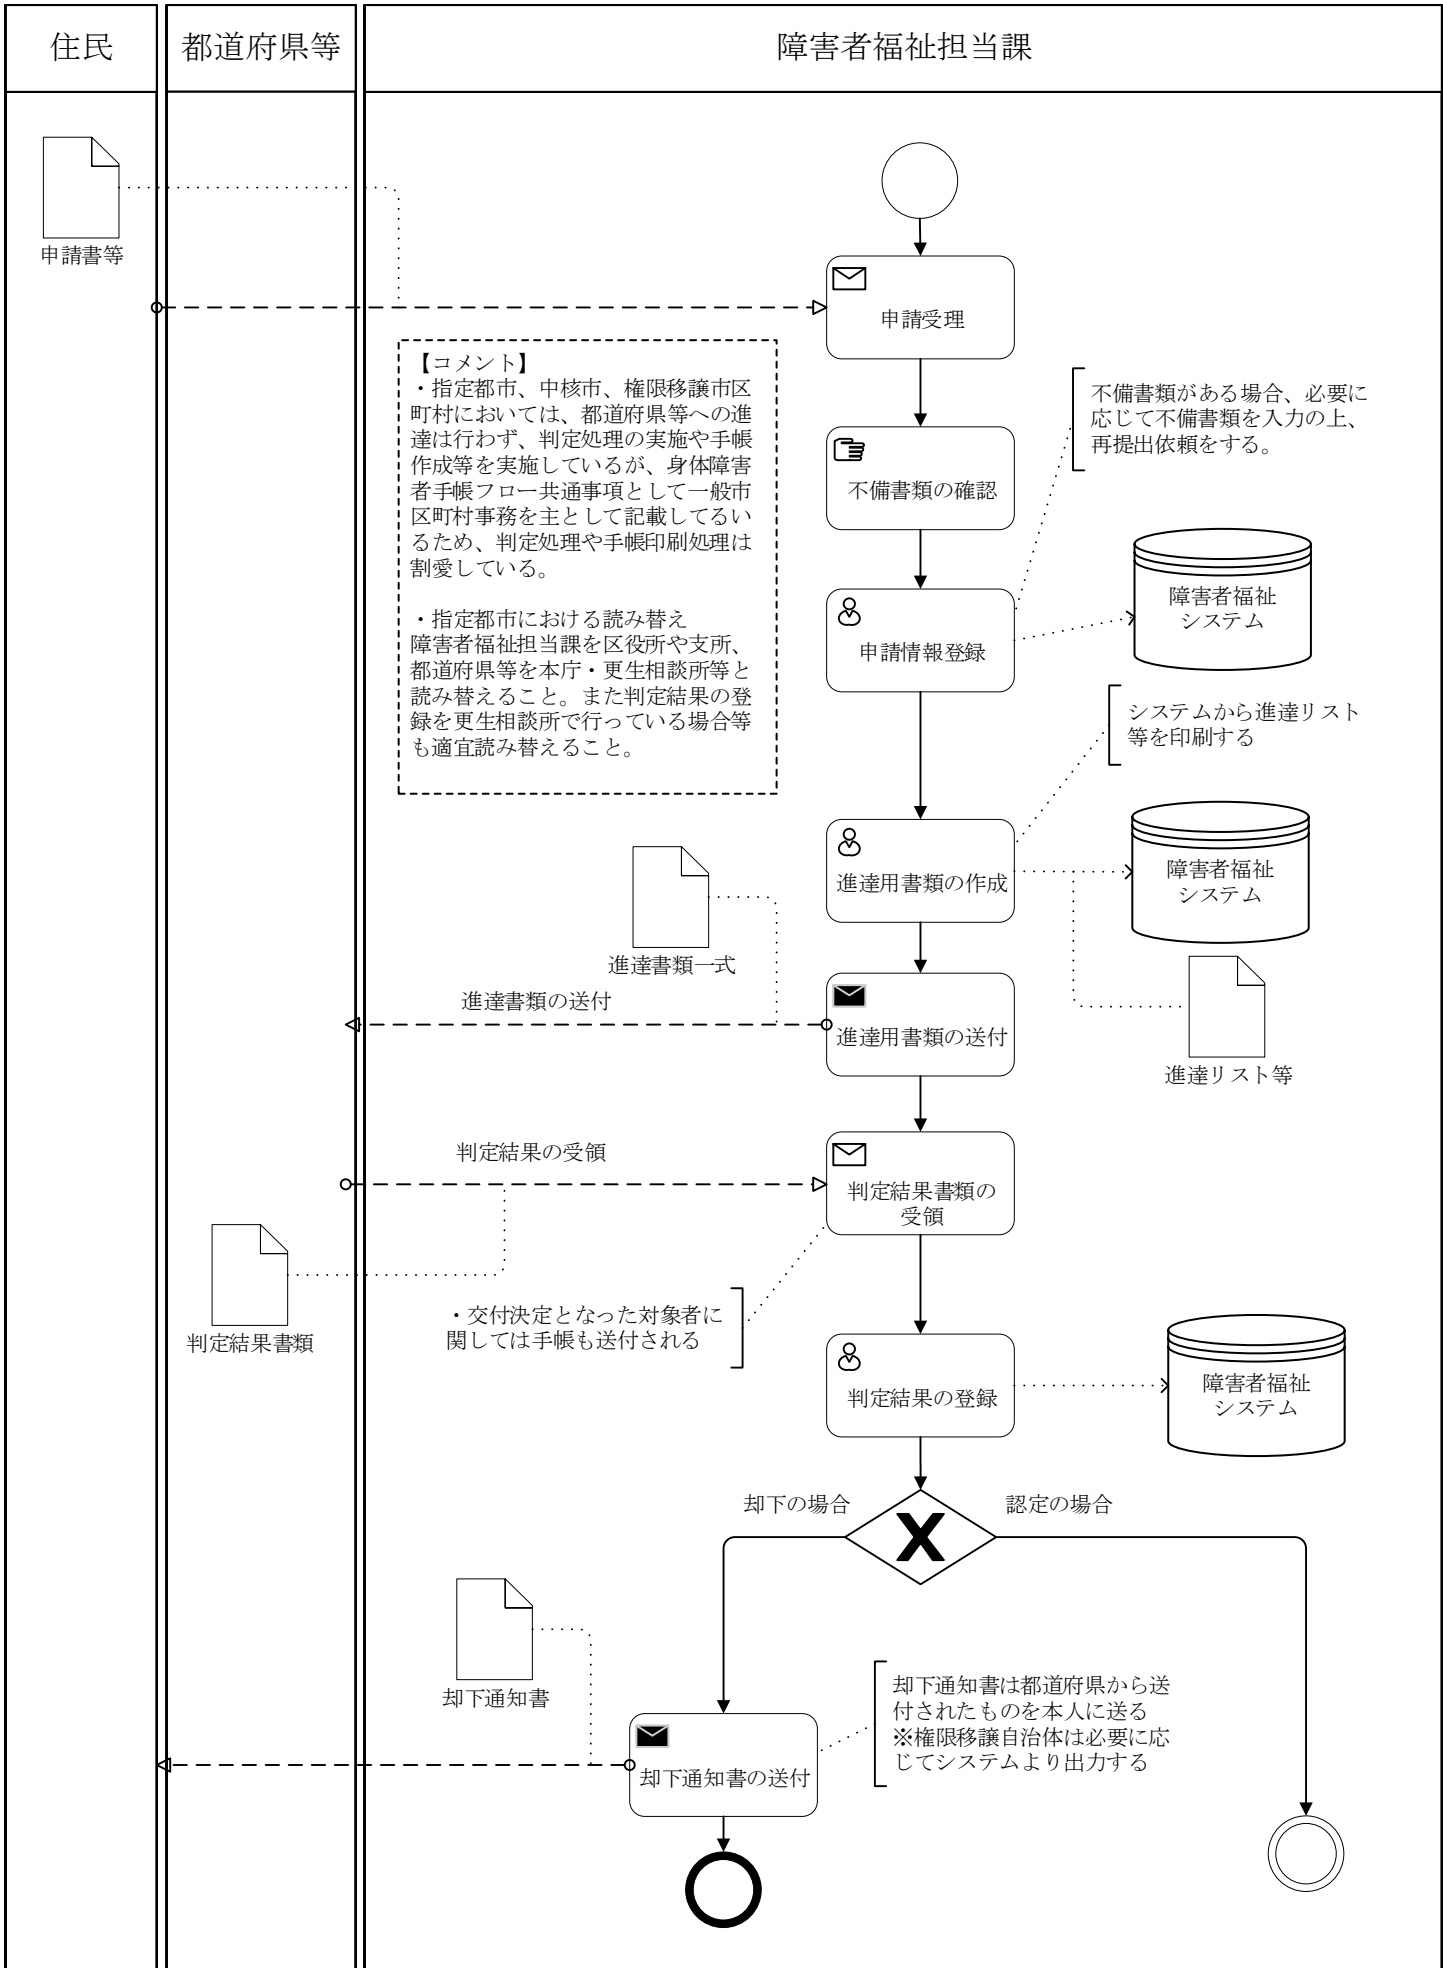 住民
都道府県等
障害者福祉担当課
申請書等
申請受理
【コメント】
・指定都市、中核市、権限移譲市区
町村においては、都道府県等への進
達は行わず、判定処理の実施や手帳
作成等を実施しているが、身体障害
者手帳フロー共通事項として一般市
区町村事務を主として記載してるい
るため、判定処理や手帳印刷処理は
割愛している。
・指定都市における読み替え
障害者福祉担当課を区役所や支所、
都道府県等を本庁・更生相談所等と
読み替えること。また判定結果の登
録を更生相談所で行っている場合等
も適宜読み替えること。
不備書類がある場合、必要に
応じて不備書類を入力の上、
再提出依頼をする。
不備書類の確認
障害者福祉
システム
申請情報登録
システムから進達リスト
等を印刷する
進達用書類の作成
障害者福祉
システム
進達書類一式
進達書類の送付
進達用書類の送付
進達リスト等
判定結果の受領
判定結果書類の
受領
判定結果書類
・交付決定となった対象者に
関しては手帳も送付される
判定結果の登録
障害者福祉
システム
却下の場合
認定の場合
却下通知書
却下通知書は都道府県から送
付されたものを本人に送る
※権限移譲自治体は必要に応
じてシステムより出力する
却下通知書の送付